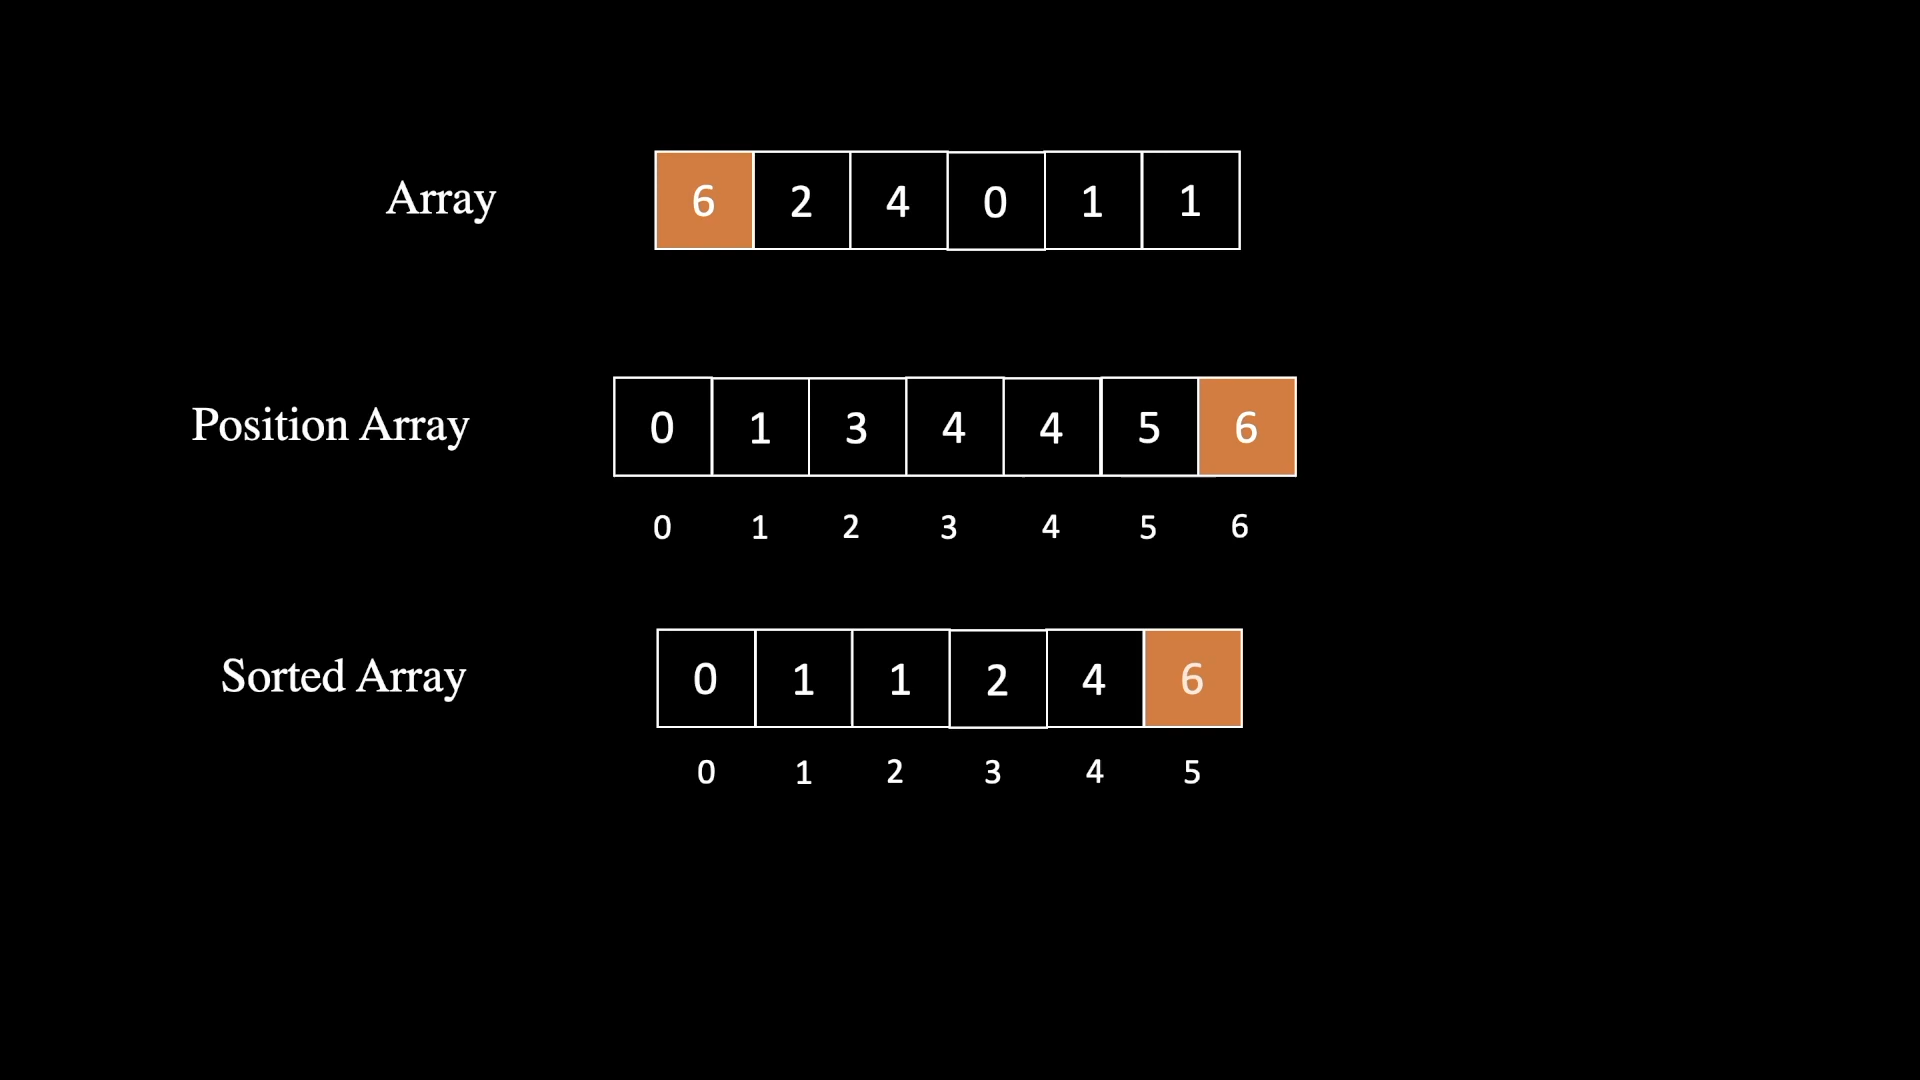 Array 6 2 4 0 1 1
Position Array 0 1 3 4 4 5 6
0 1 2 3 4 5 6
Sorted Array 0 1 1 2 4 6
0 1 2 3 4 5